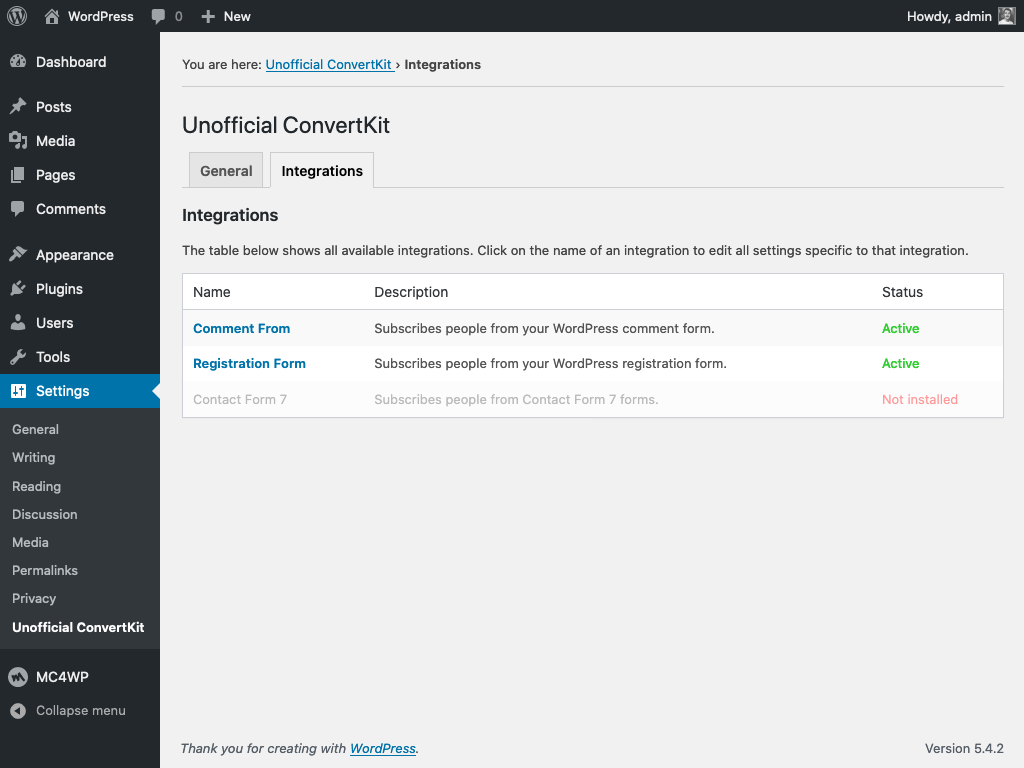 WordPress 0 New Howdy, admin
Dashboard
Posts
Media
Pages
Comments
Appearance
Plugins
Users
Tools
Settings
General
Writing
Reading
Discussion
Media
Permalinks
Privacy
Unofficial ConvertKit
MC4WP
Collapse menu
You are here: Unofficial ConvertKit › Integrations
Unofficial ConvertKit
General Integrations
Integrations
The table below shows all available integrations. Click on the name of an integration to edit all settings specific to that integration.
Name Description Status
Comment From Subscribes people from your WordPress comment form. Active
Registration Form Subscribes people from your WordPress registration form. Active
Contact Form 7 Subscribes people from Contact Form 7 forms. Not installed
Thank you for creating with WordPress. Version 5.4.2